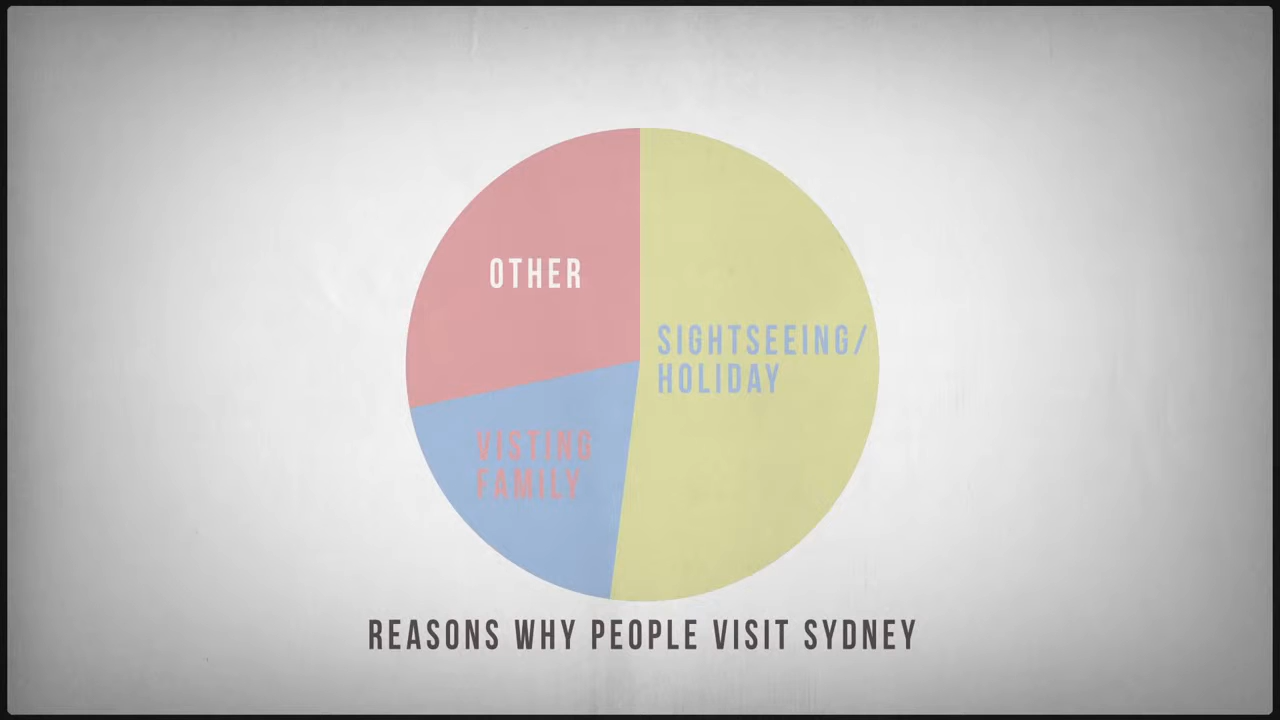 OTHER
SIGHTSEEING/
HOLIDAY
VISTING
FAMILY
REASONS WHY PEOPLE VISIT SYDNEY